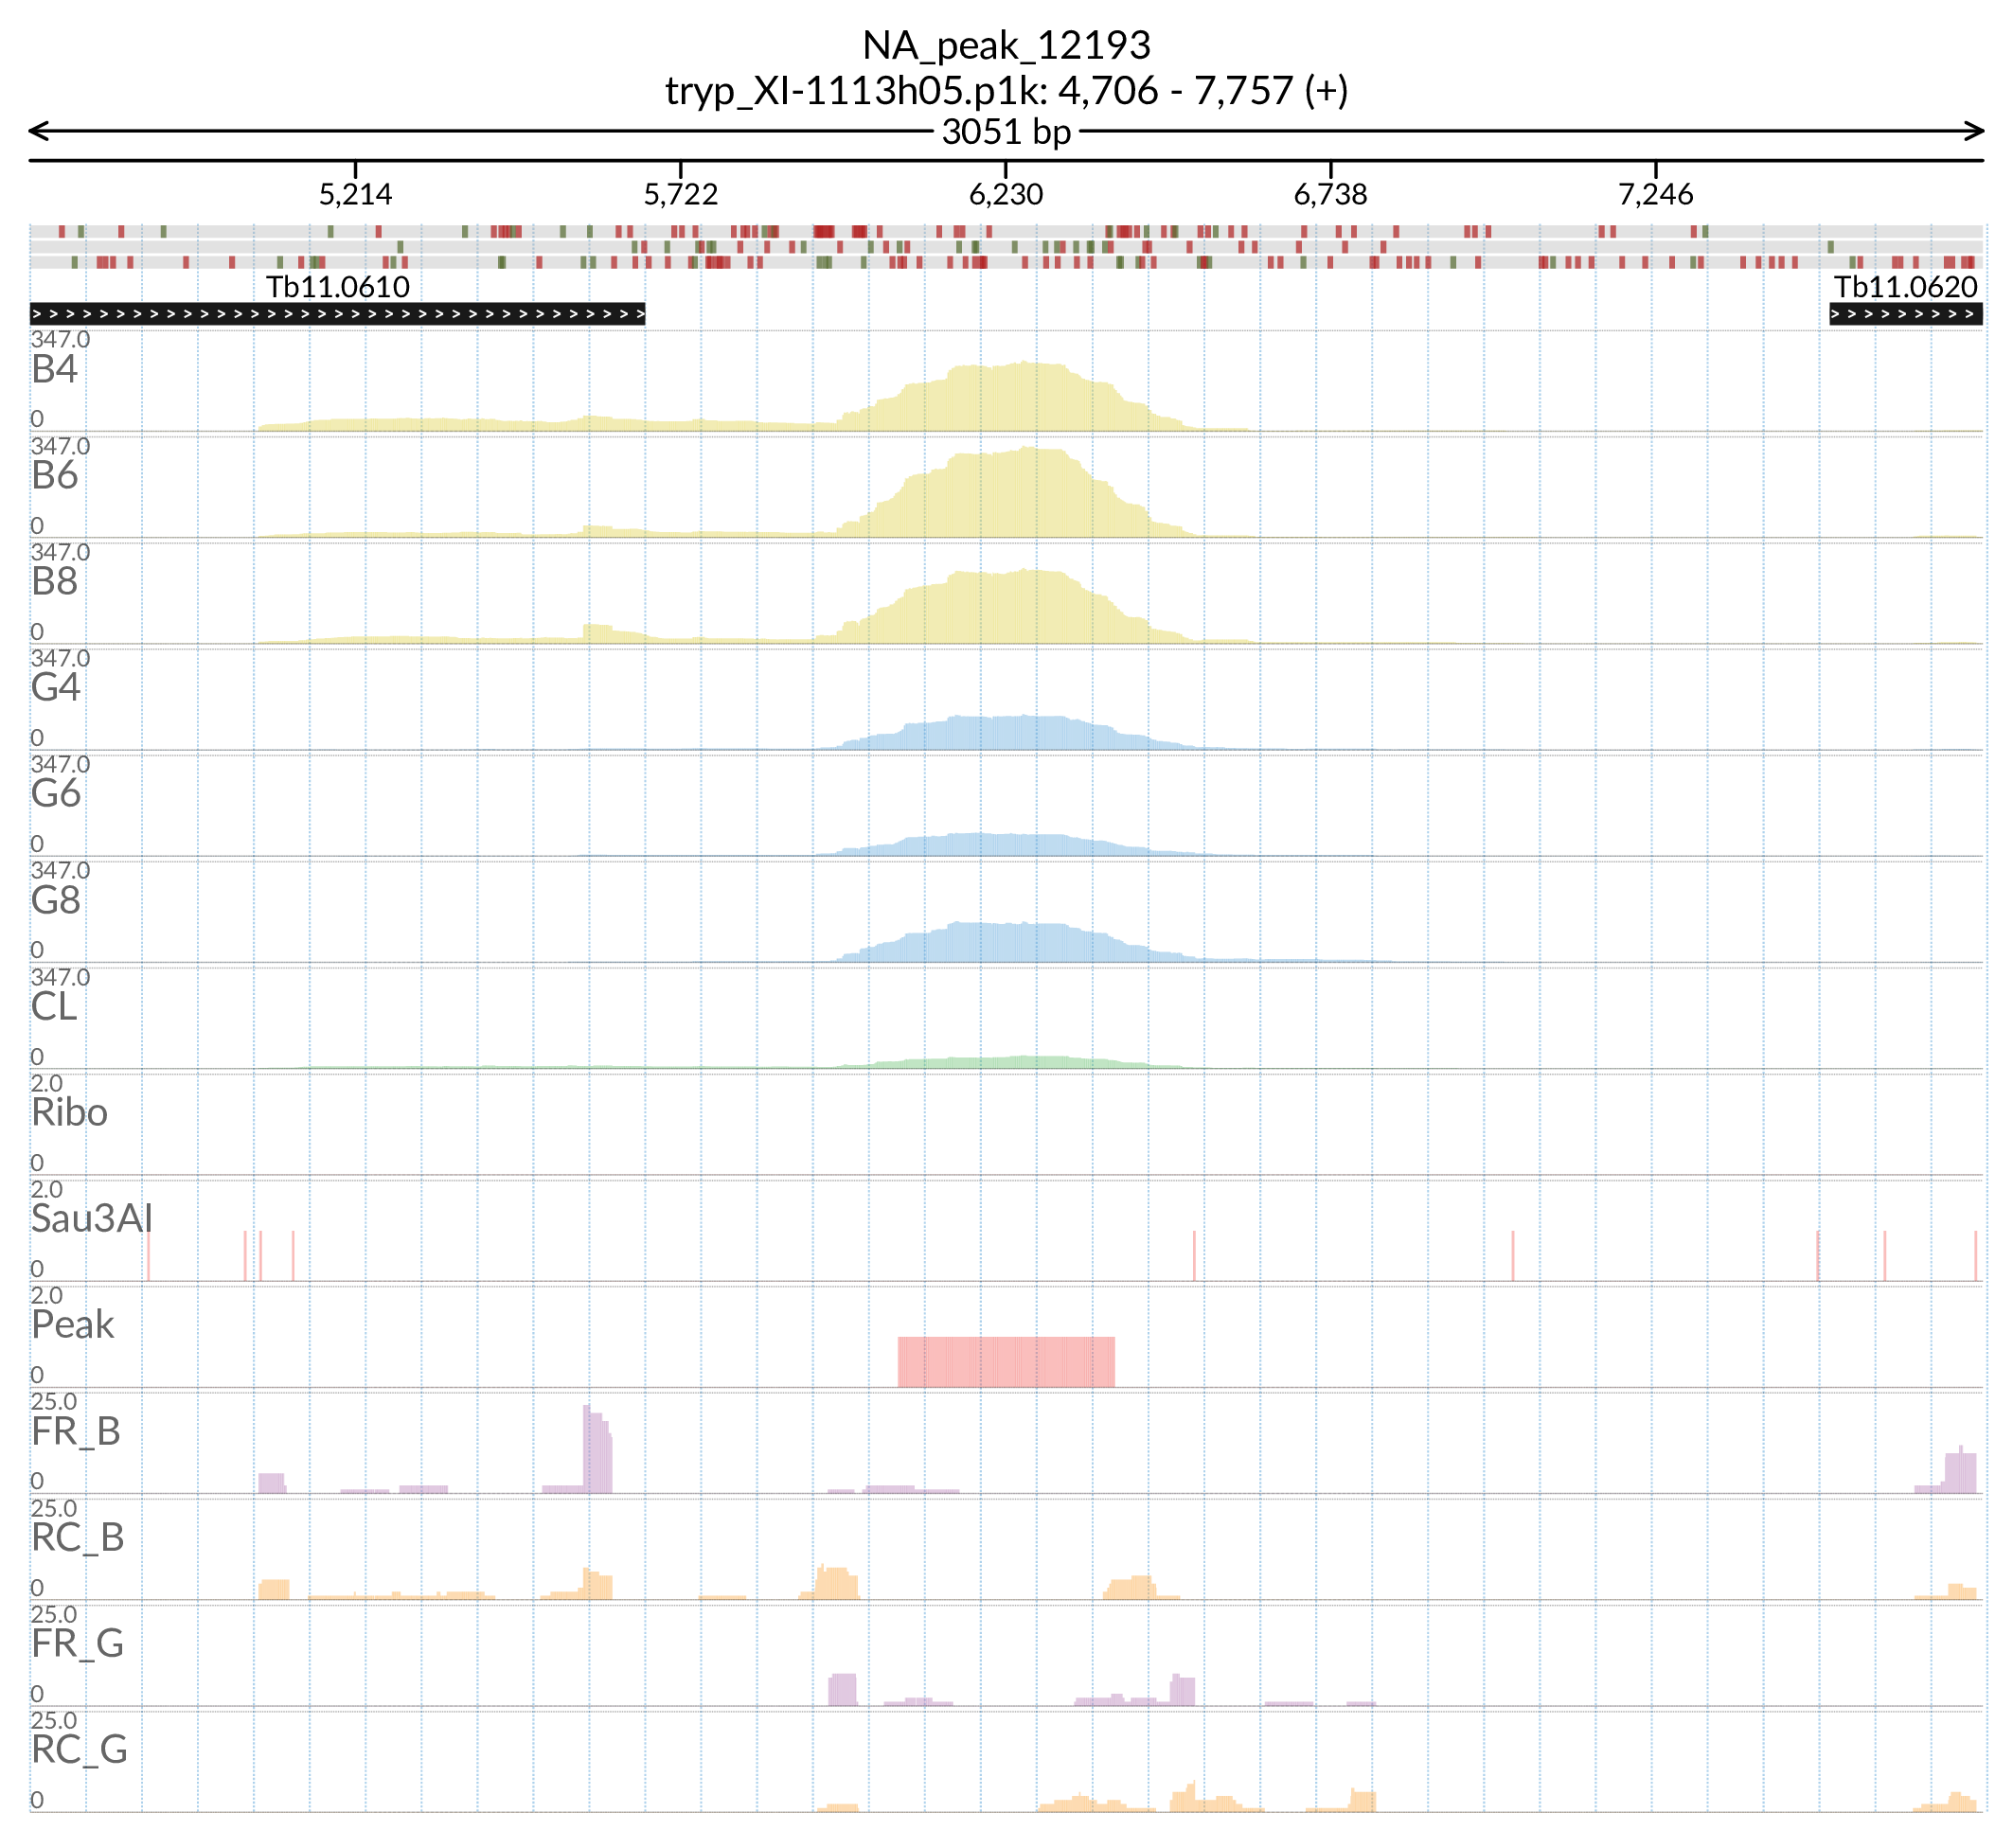 NA_peak_12193
tryp_XI-1113h05.p1k: 4,706 - 7,757 (+)
3051 bp
5,214 5,722 6,230 6,738 7,246
Tb11.0610 Tb11.0620
347.0
B4
0
347.0
B6
0
347.0
B8
0
347.0
G4
0
347.0
G6
0
347.0
G8
0
347.0
CL
0
2.0
Ribo
0
2.0
Sau3AI
0
2.0
Peak
0
25.0
FR_B
0
25.0
RC_B
0
25.0
FR_G
0
25.0
RC_G
0